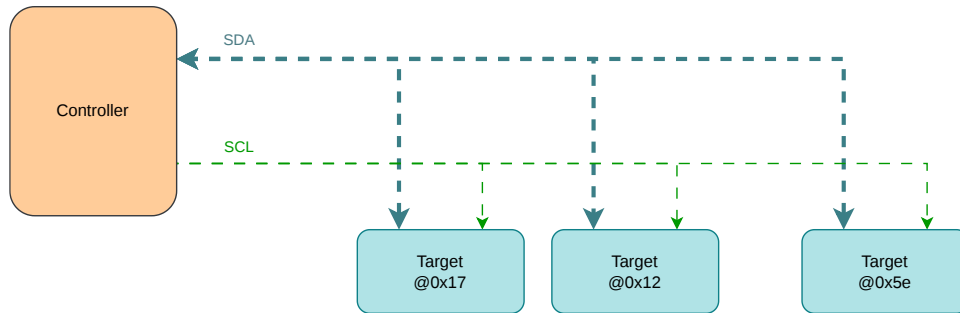 SDA
Controller
SCL
Target
@0x17
Target
@0x12
Target
@0x5e